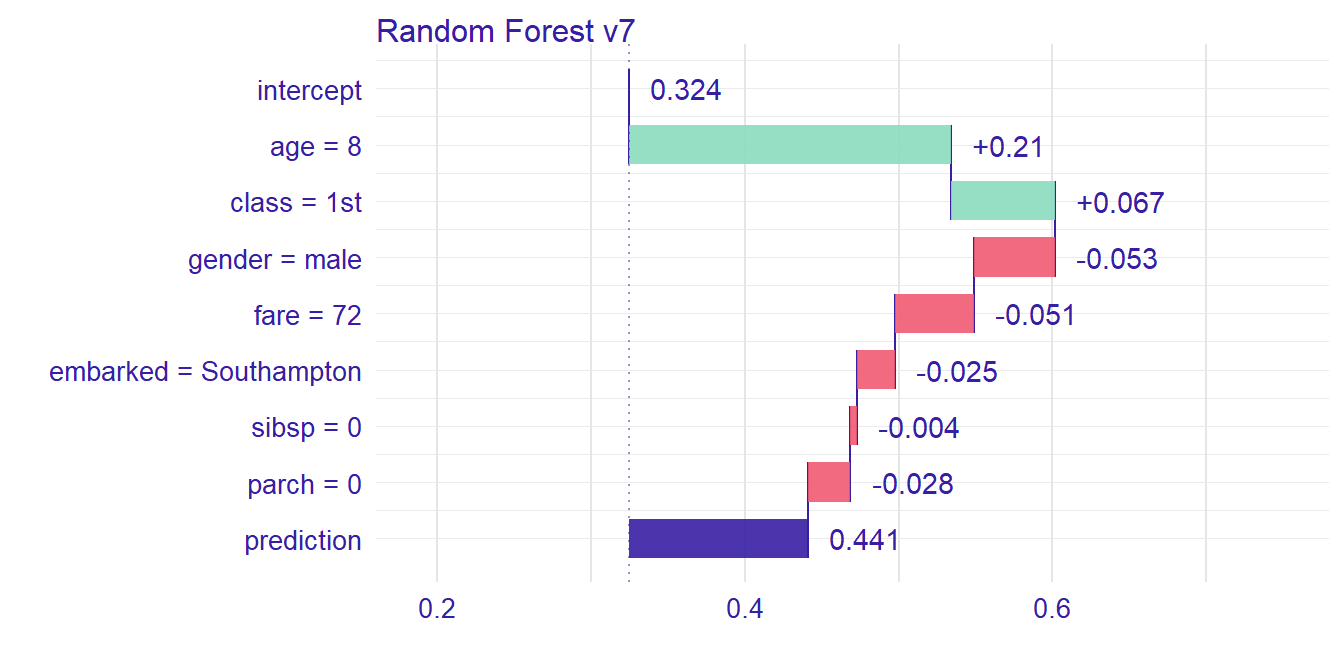 Random Forest v7
intercept 0.324
age = 8 +0.21
class = 1st +0.067
gender = male -0.053
fare = 72 -0.051
embarked = Southampton -0.025
sibsp = 0 -0.004
parch = 0 -0.028
prediction 0.441
0.2 0.4 0.6